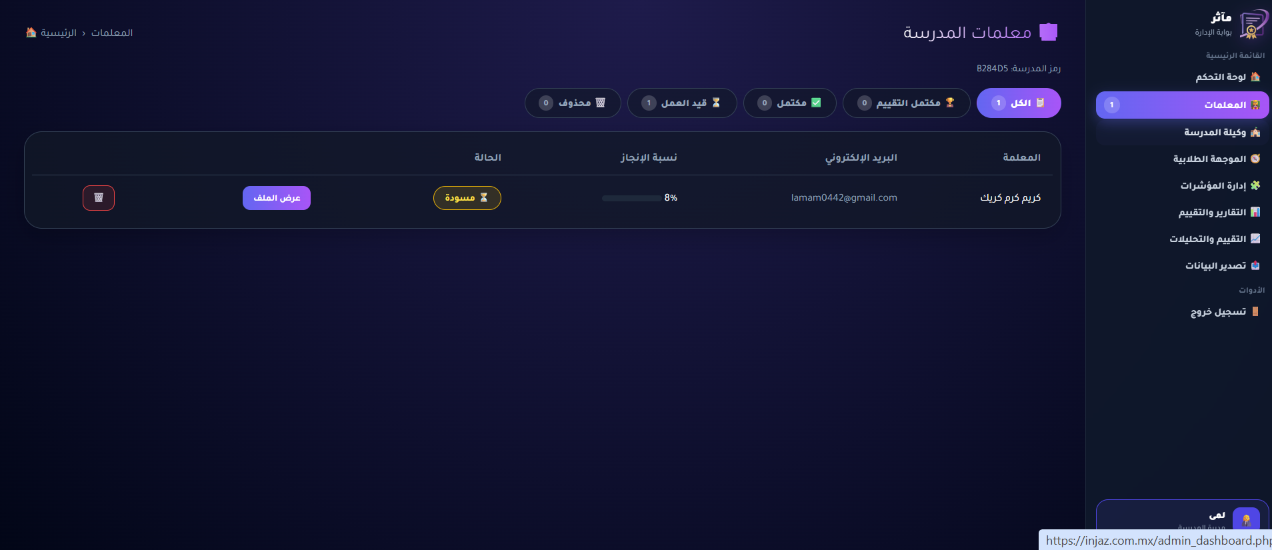 مآثر
بوابة الإدارة
القائمة الرئيسية
لوحة التحكم
المعلمات 1
وكيلة المدرسة
الموجهة الطلابية
إدارة المؤشرات
التقارير والتقييم
التقييم والتحليلات
تصدير البيانات
الأدوات
تسجيل خروج
لمى
مديرة المدرسة
معلمات المدرسة
الرئيسية ‹ المعلمات
رمز المدرسة: B284D5
الكل 1
مكتمل التقييم 0
مكتمل 0
قيد العمل 1
محذوف 0
المعلمة البريد الإلكتروني نسبة الإنجاز الحالة
كريم كرم كريك lamam0442@gmail.com 8% مسودة عرض الملف
https://injaz.com.mx/admin_dashboard.php